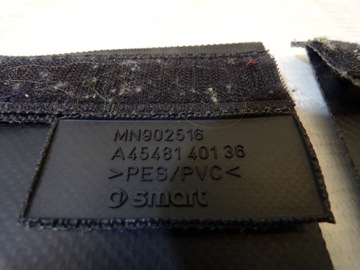 MN902516
A45481 401 36
>PES/PVC<
smart